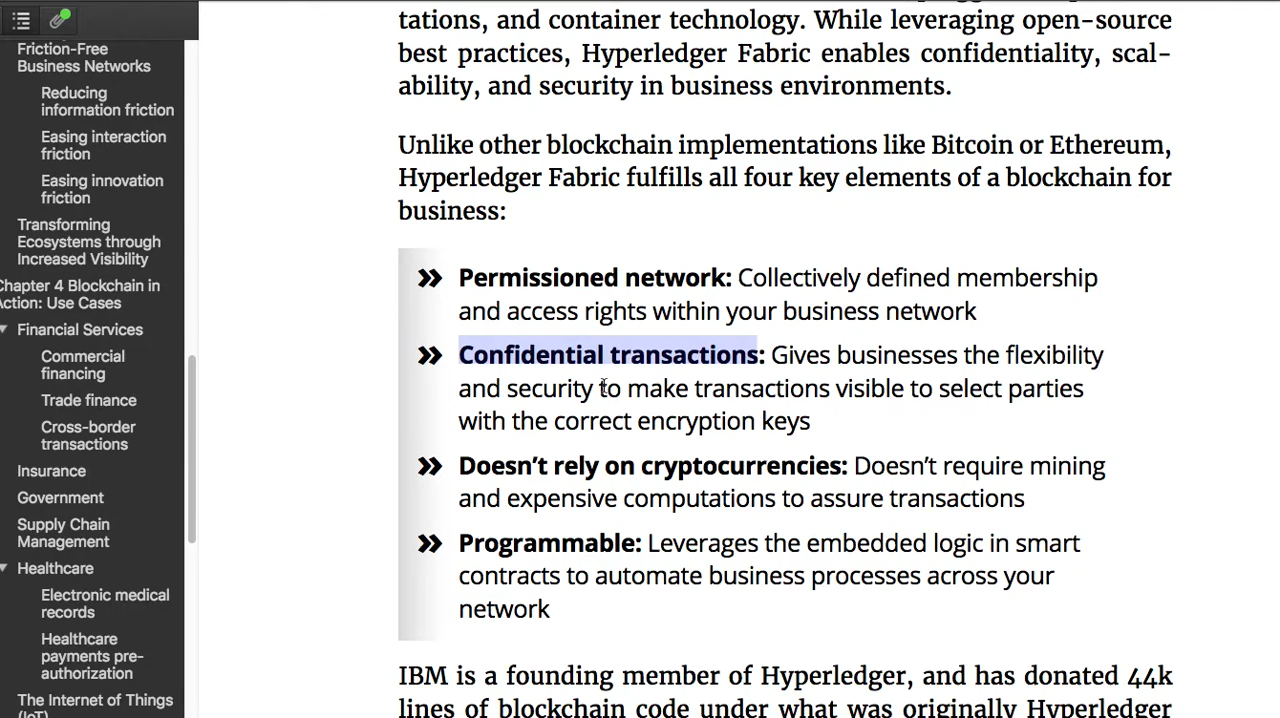 Friction-Free
Business Networks
Reducing
information friction
Easing interaction
friction
Easing innovation
friction
Transforming
Ecosystems through
Increased Visibility
Chapter 4 Blockchain in
Action: Use Cases
Financial Services
Commercial
financing
Trade finance
Cross-border
transactions
Insurance
Government
Supply Chain
Management
Healthcare
Electronic medical
records
Healthcare
payments pre-
authorization
The Internet of Things
(IoT)
tations, and container technology. While leveraging open-source
best practices, Hyperledger Fabric enables confidentiality, scal-
ability, and security in business environments.
Unlike other blockchain implementations like Bitcoin or Ethereum,
Hyperledger Fabric fulfills all four key elements of a blockchain for
business:
» Permissioned network: Collectively defined membership
and access rights within your business network
» Confidential transactions: Gives businesses the flexibility
and security to make transactions visible to select parties
with the correct encryption keys
» Doesn’t rely on cryptocurrencies: Doesn’t require mining
and expensive computations to assure transactions
» Programmable: Leverages the embedded logic in smart
contracts to automate business processes across your
network
IBM is a founding member of Hyperledger, and has donated 44k
lines of blockchain code under what was originally Hyperledger